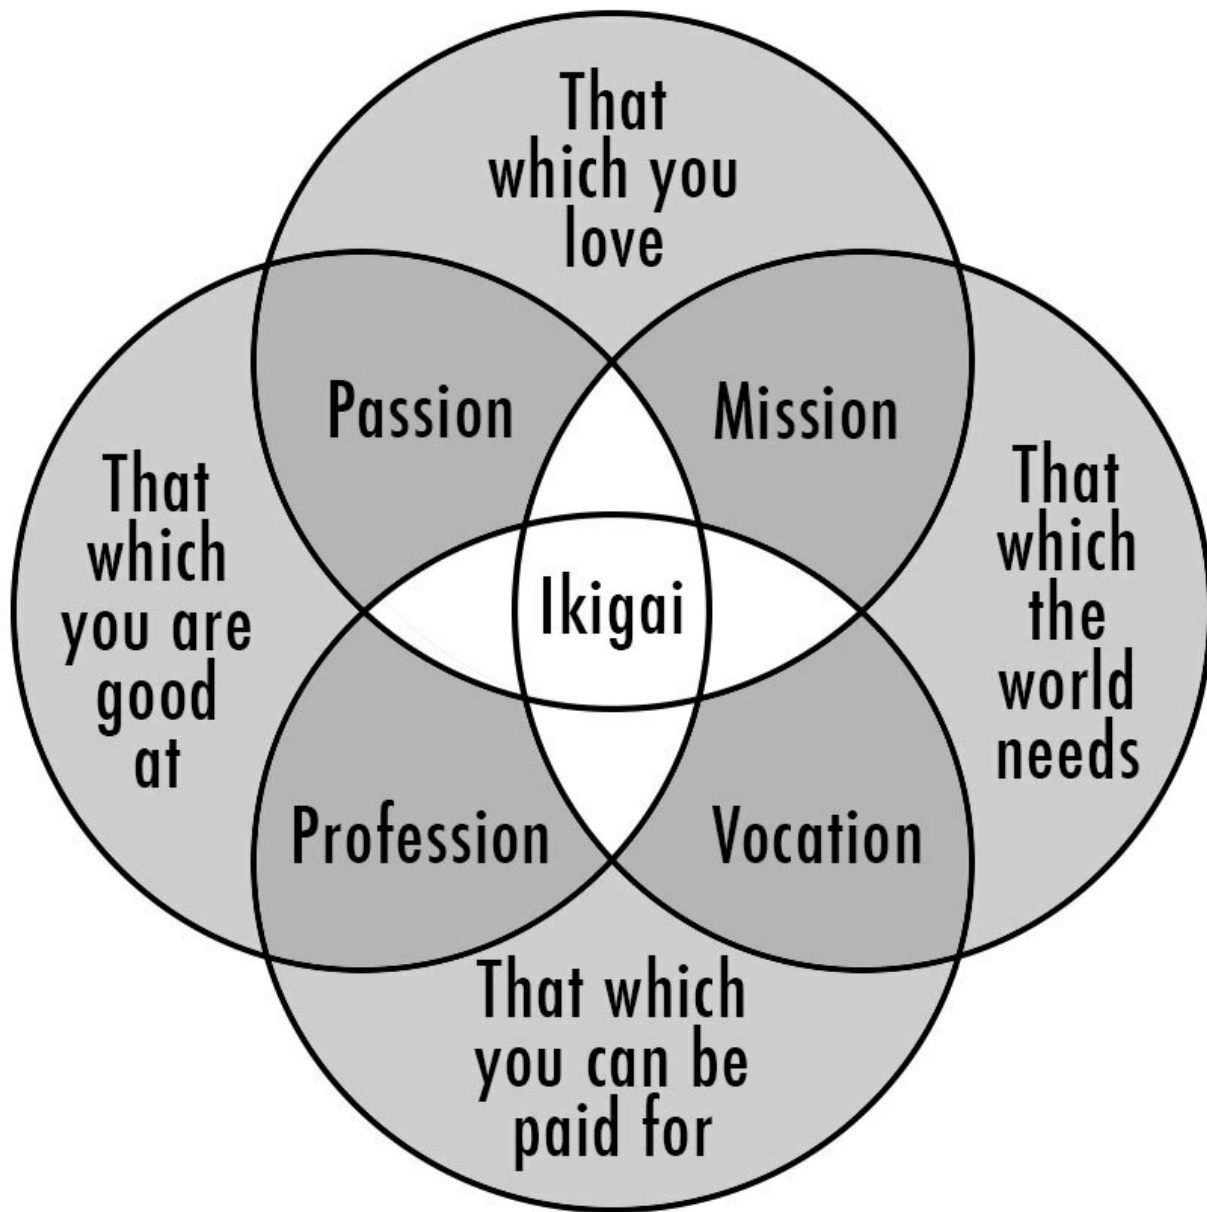 That
which you
love
Passion
Mission
That
which
you are
good
at
Ikigai
That
which
the
world
needs
Profession
Vocation
That which
you can be
paid for